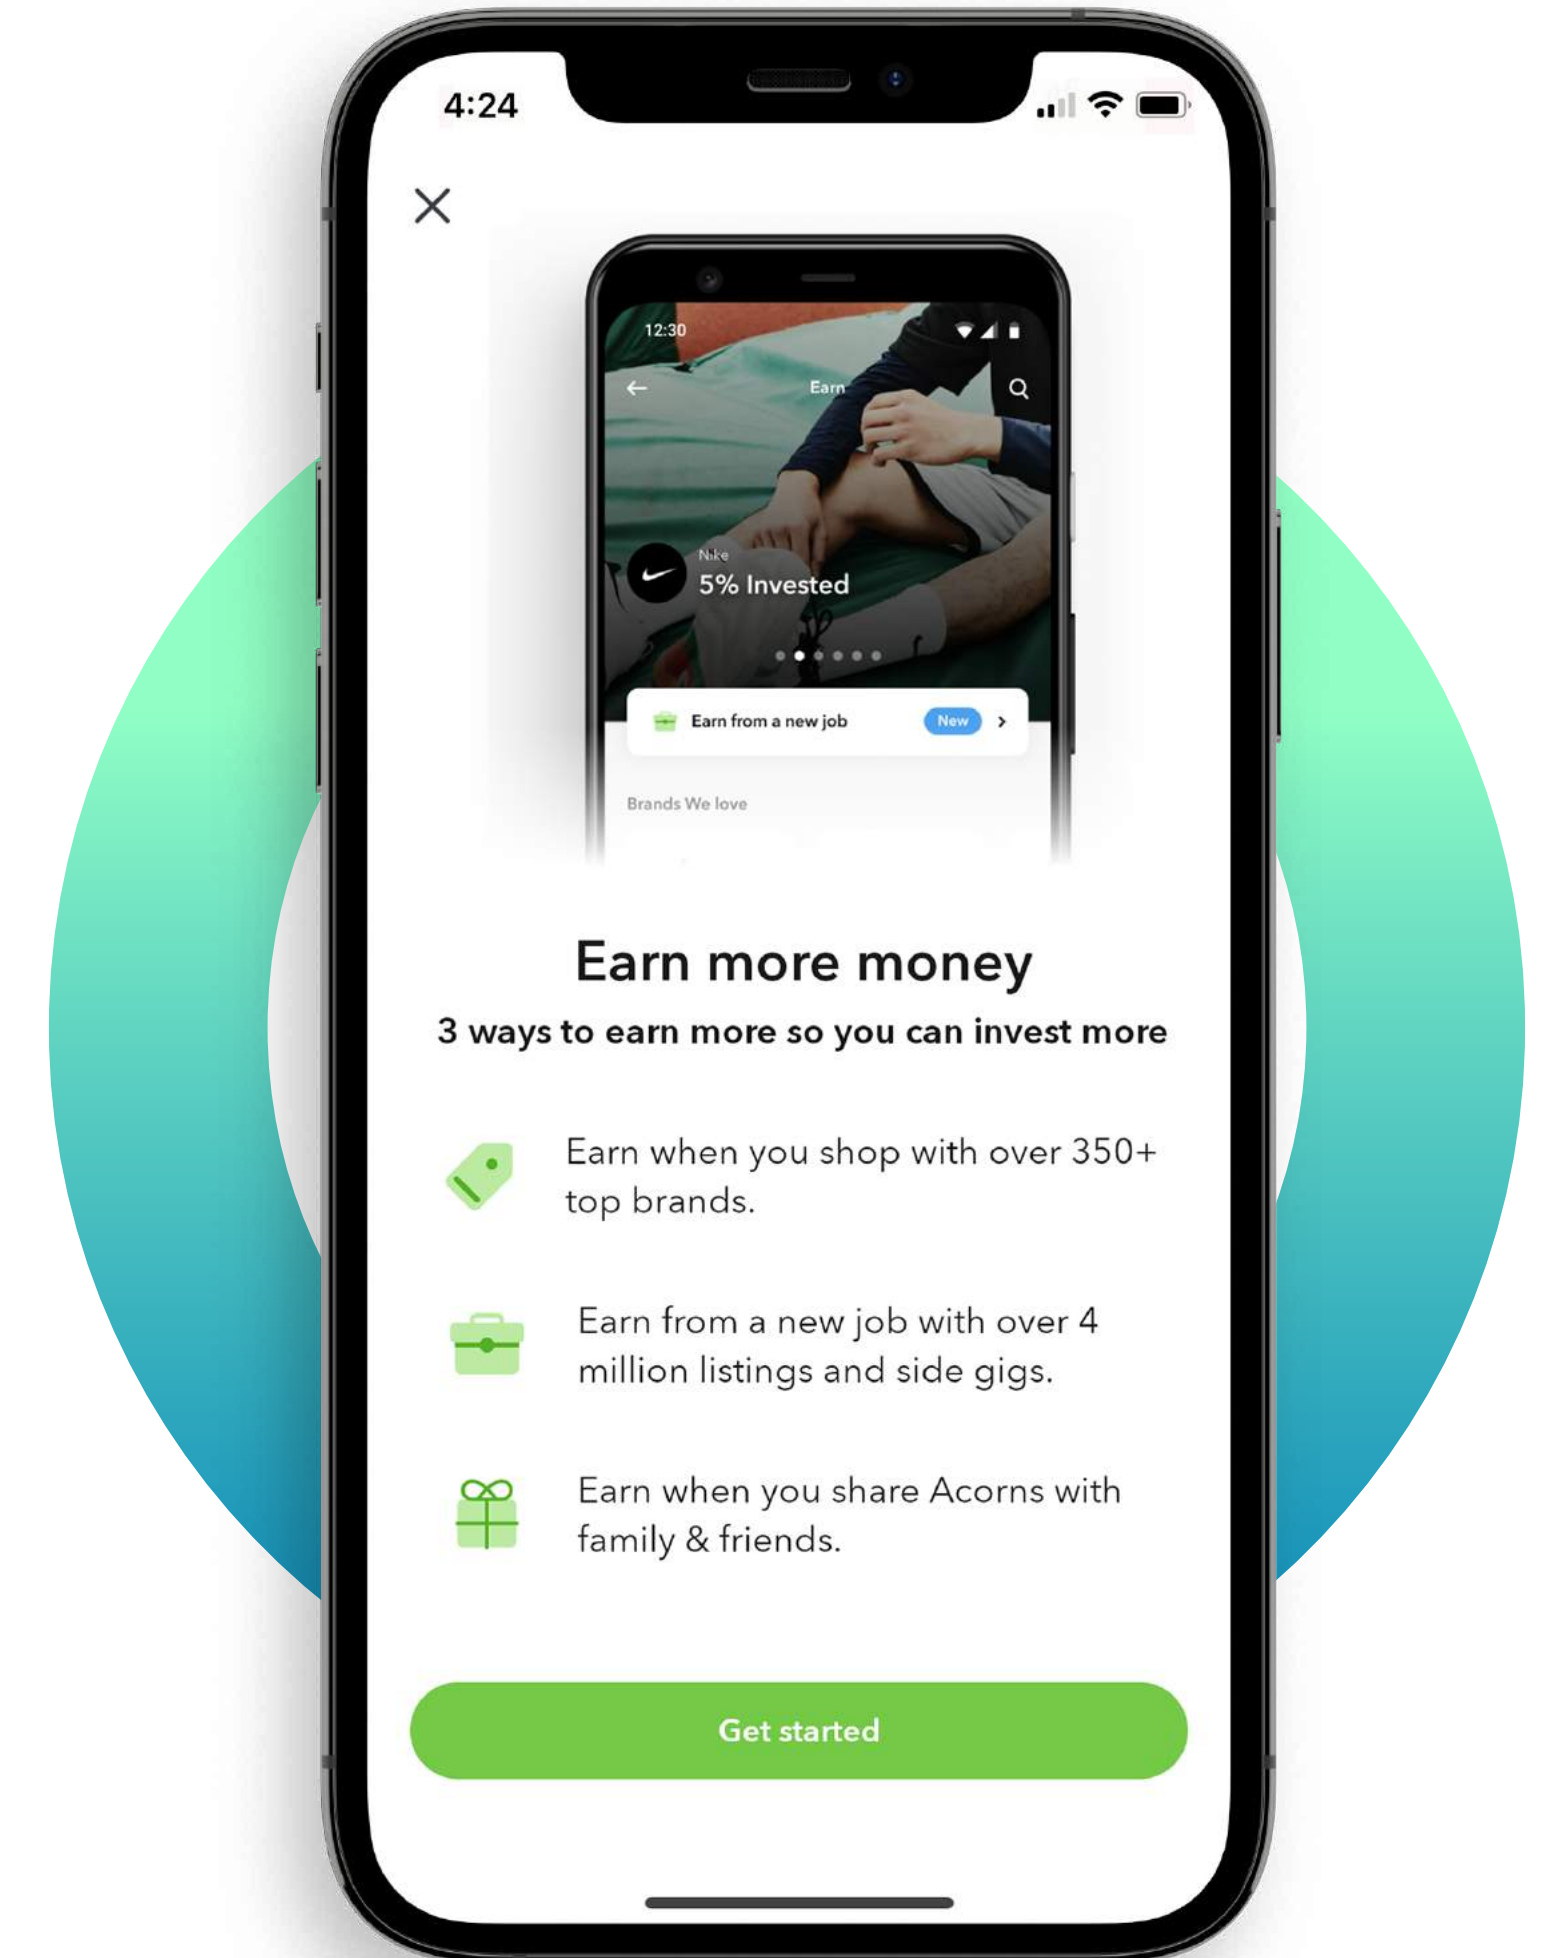 4:24
12:30
Earn
Nike
5% Invested
Earn from a new job
New
Brands We love
Earn more money
3 ways to earn more so you can invest more
Earn when you shop with over 350+
top brands.
Earn from a new job with over 4
million listings and side gigs.
Earn when you share Acorns with
family & friends.
Get started